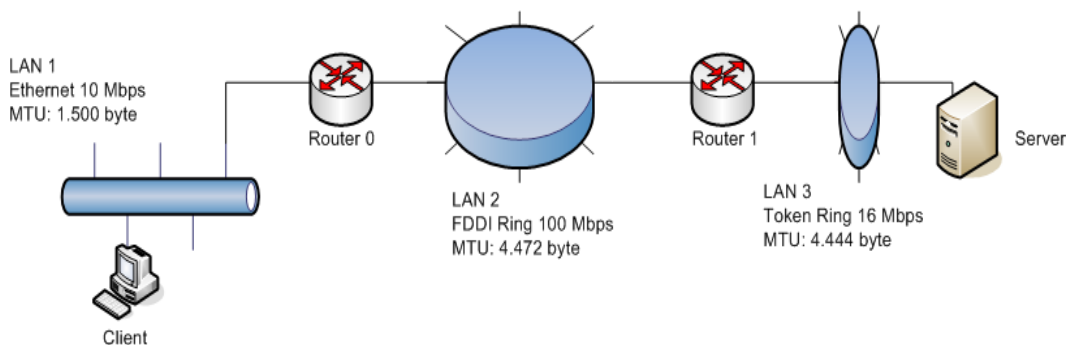 LAN 1
Ethernet 10 Mbps
MTU: 1.500 byte
Router 0
Router 1
Server
LAN 2
FDDI Ring 100 Mbps
MTU: 4.472 byte
LAN 3
Token Ring 16 Mbps
MTU: 4.444 byte
Client